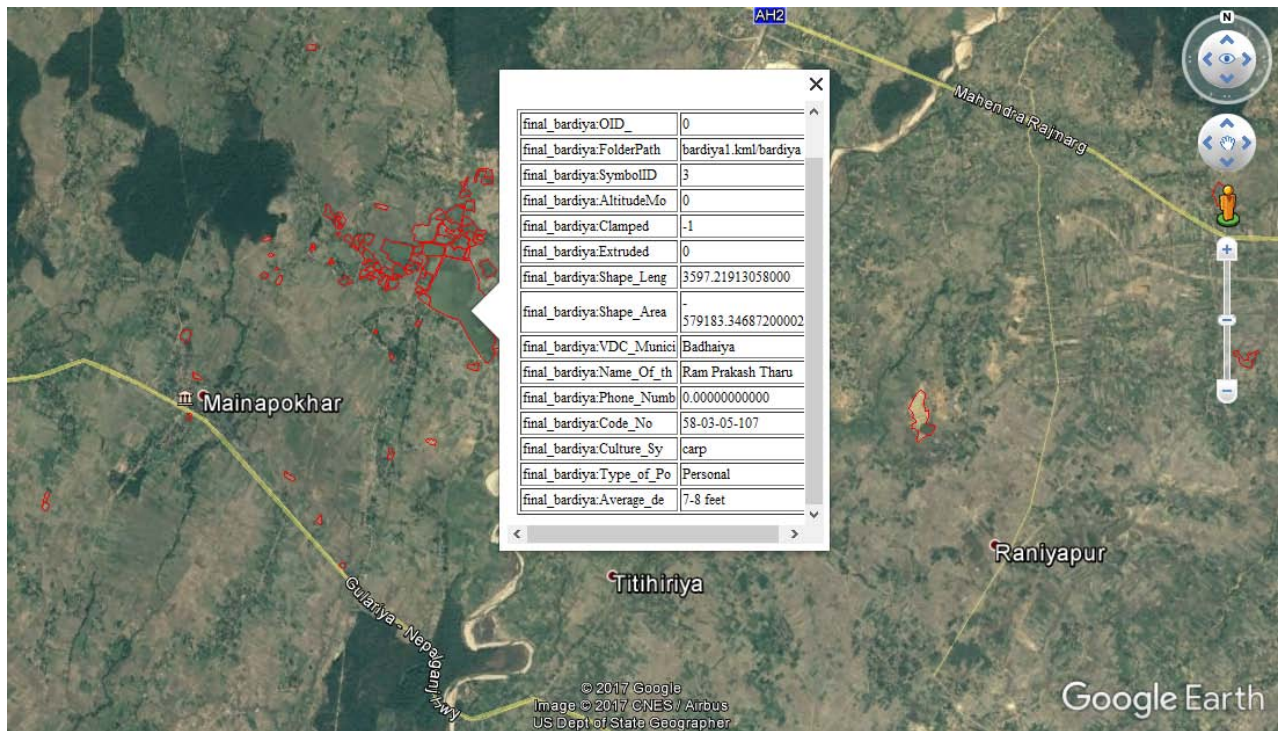 AH2
N
Mahendra Rajmarg
final_bardiya:OID_ 0
final_bardiya:FolderPath bardiya1.kml/bardiya
final_bardiya:SymbolID 3
final_bardiya:AltitudeMo 0
final_bardiya:Clamped -1
final_bardiya:Extruded 0
final_bardiya:Shape_Leng 3597.21913058000
final_bardiya:Shape_Area -
579183.34687200002
final_bardiya:VDC_Munici Badhaiya
final_bardiya:Name_Of_th Ram Prakash Tharu
final_bardiya:Phone_Numb 0.00000000000
final_bardiya:Code_No 58-03-05-107
final_bardiya:Culture_Sy carp
final_bardiya:Type_of_Po Personal
final_bardiya:Average_de 7-8 feet
Mainapokhar
Raniyapur
Titihiriya
Gulariya - Nepalganj
© 2017 Google
Image © 2017 CNES / Airbus
US Dept of State Geographer
Google Earth